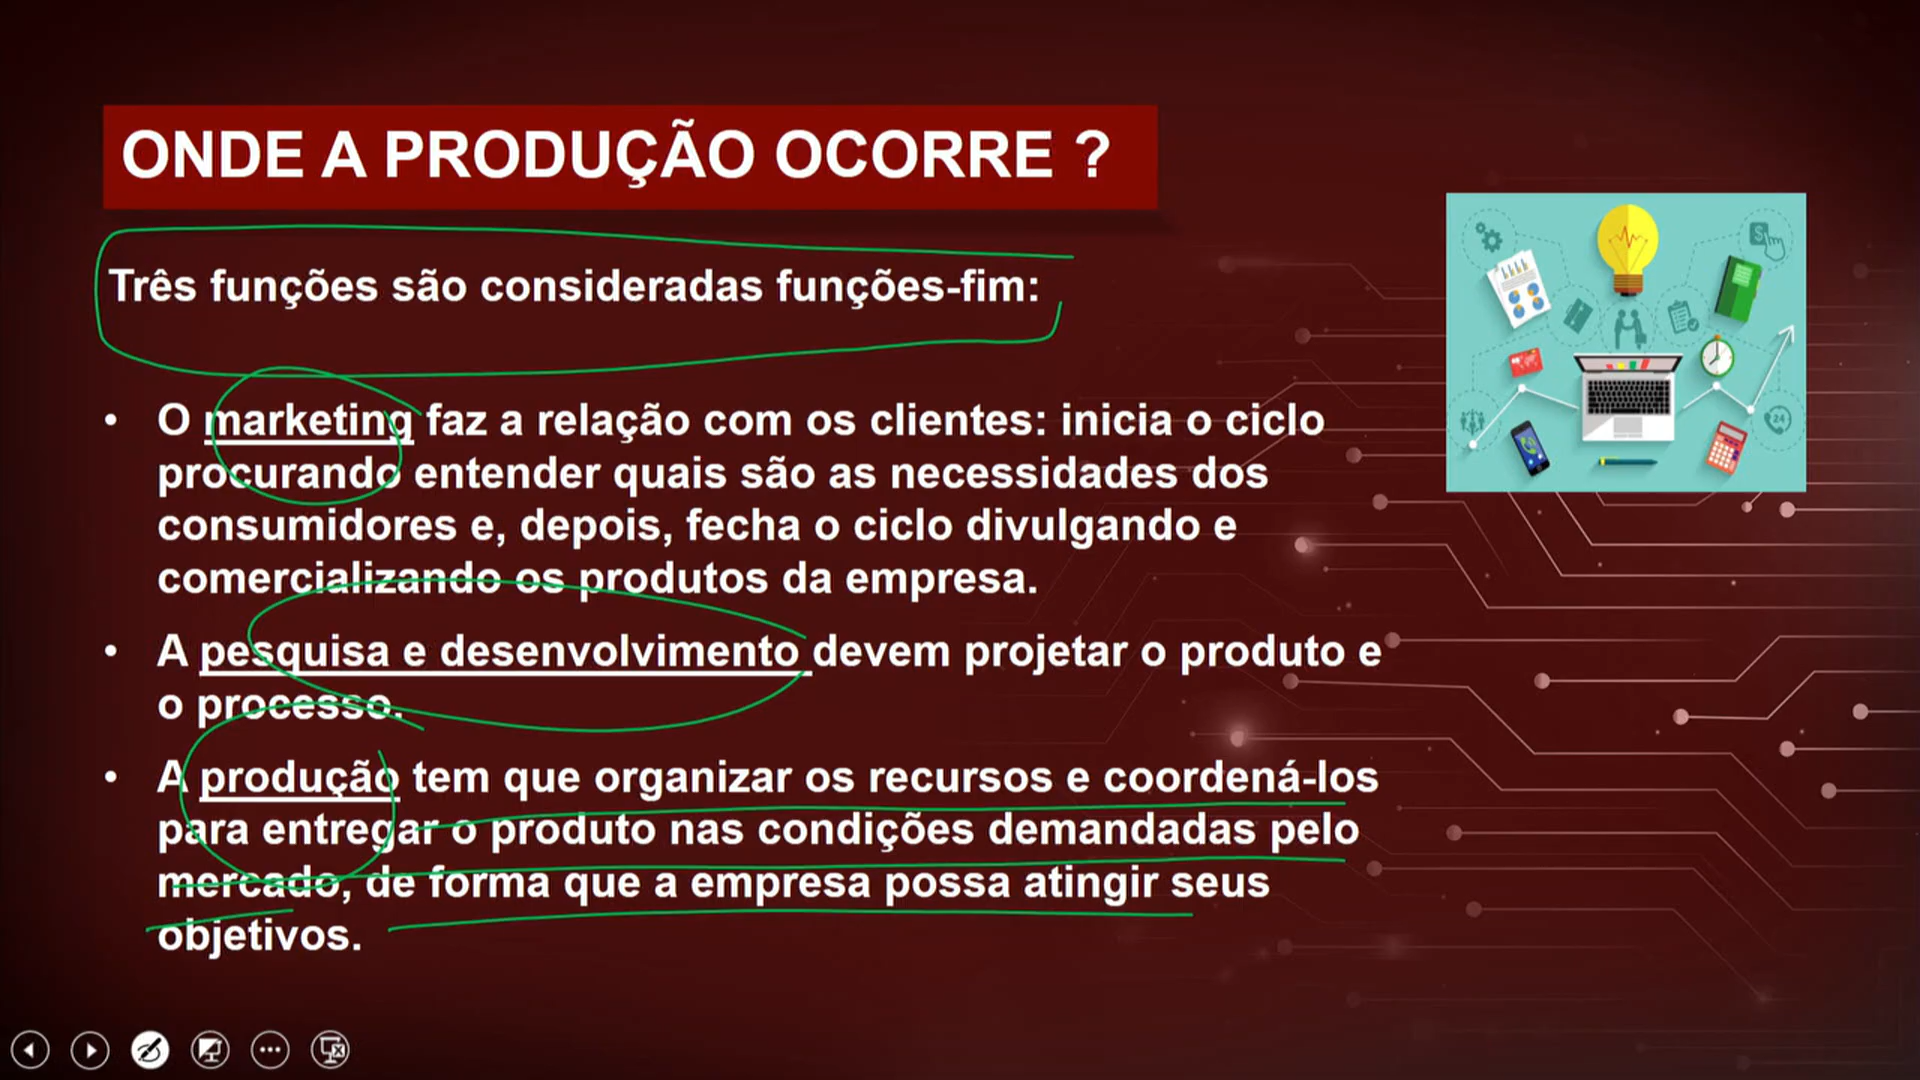 ONDE A PRODUÇÃO OCORRE ?
Três funções são consideradas funções-fim:
• O marketing faz a relação com os clientes: inicia o ciclo
procurando entender quais são as necessidades dos
consumidores e, depois, fecha o ciclo divulgando e
comercializando os produtos da empresa.
• A pesquisa e desenvolvimento devem projetar o produto e
o processo.
• A produção tem que organizar os recursos e coordená-los
para entregar o produto nas condições demandadas pelo
mercado, de forma que a empresa possa atingir seus
objetivos.
$
24